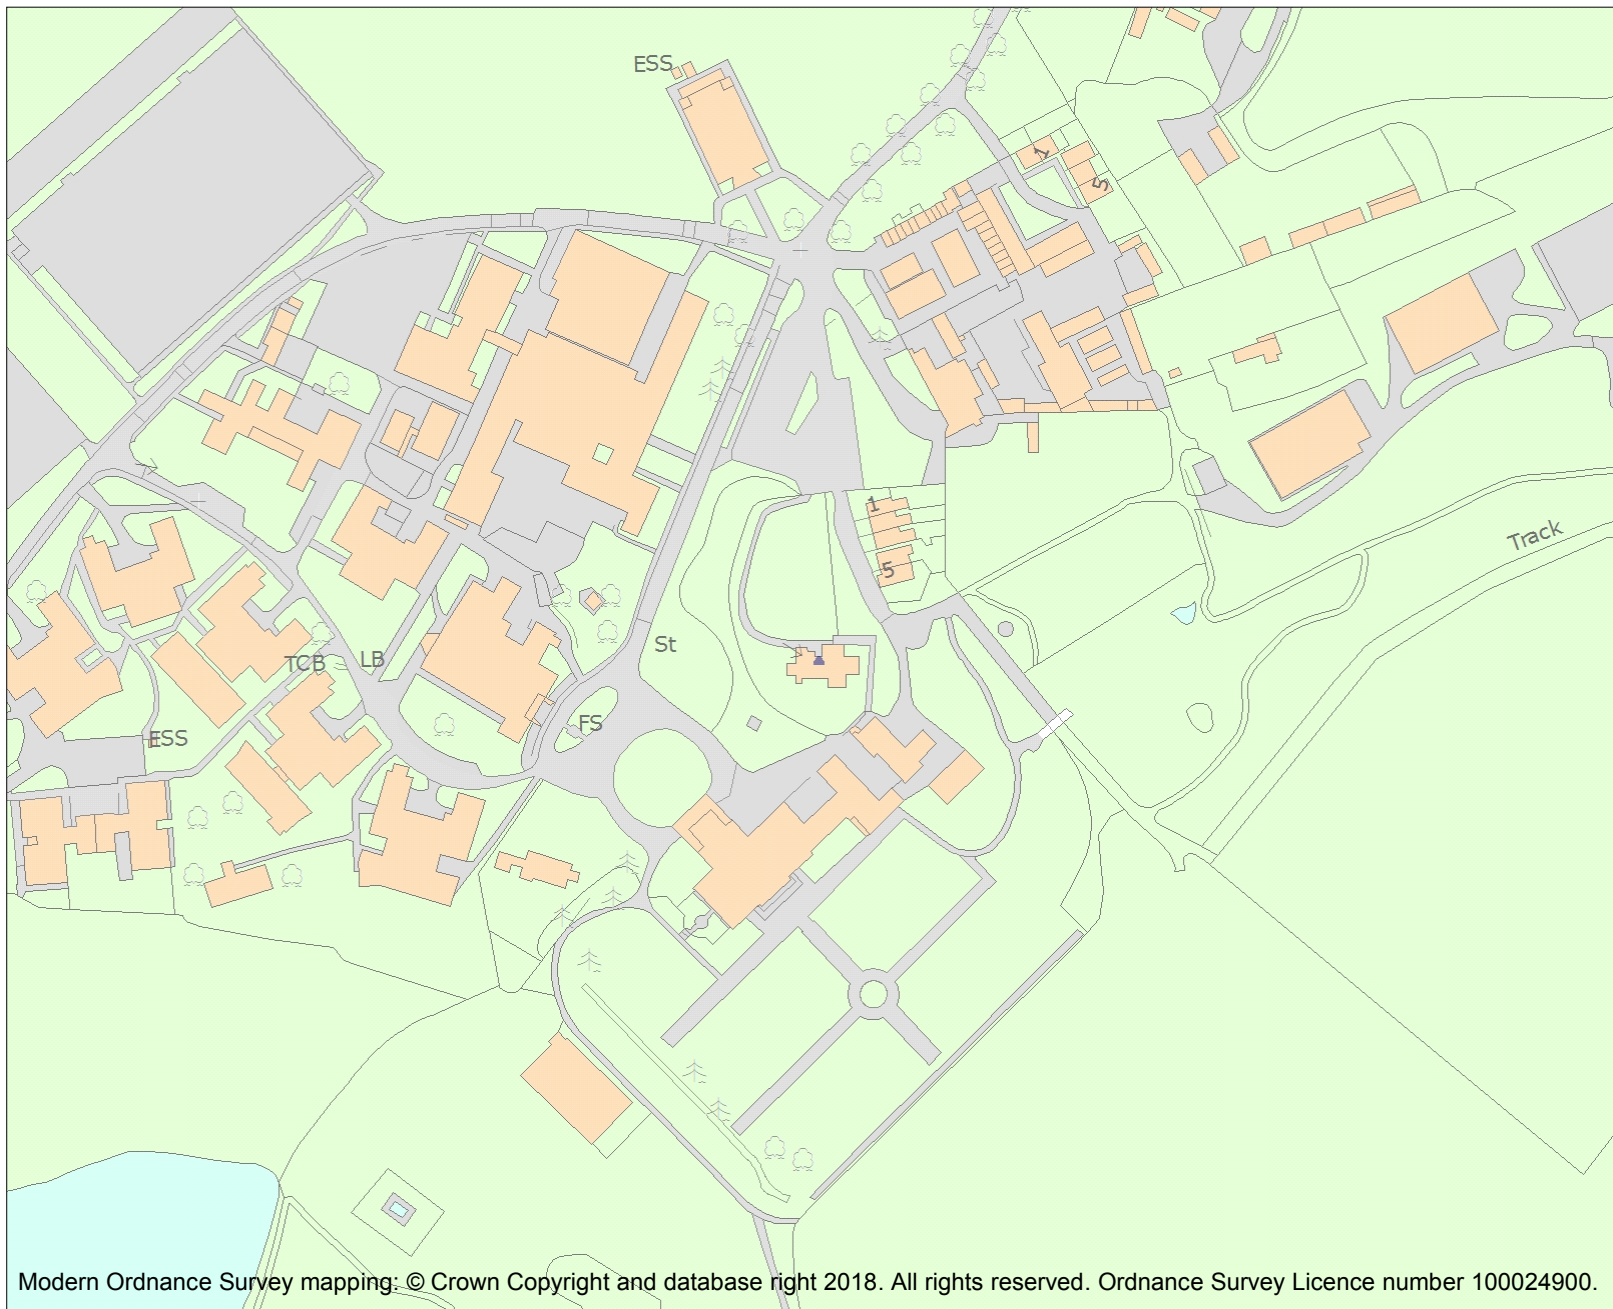 ESS
1
5
1
5
Track
St
TCB
LB
FS
ESS
Modern Ordnance Survey mapping: © Crown Copyright and database right 2018. All rights reserved. Ordnance Survey Licence number 100024900.